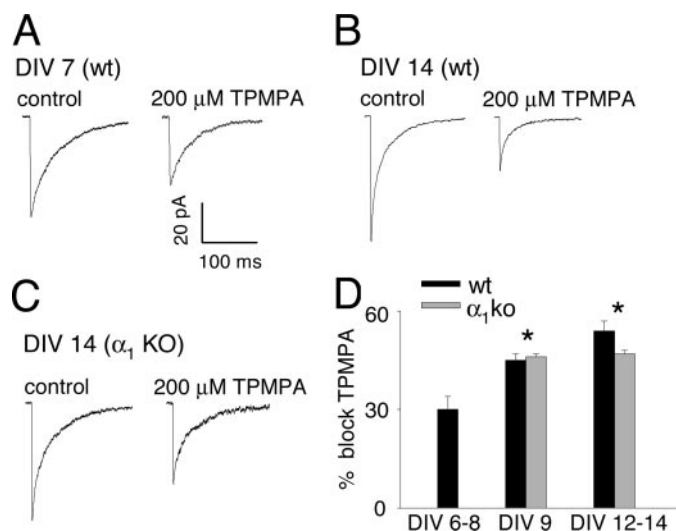 A
DIV 7 (wt)
control
200 μM TPMPA
20 pA
100 ms
B
DIV 14 (wt)
control
200 μM TPMPA
C
DIV 14 (α1 KO)
control
200 μM TPMPA
D
wt
α1ko
% block TPMPA
60
30
0
*
*
DIV 6-8
DIV 9
DIV 12-14